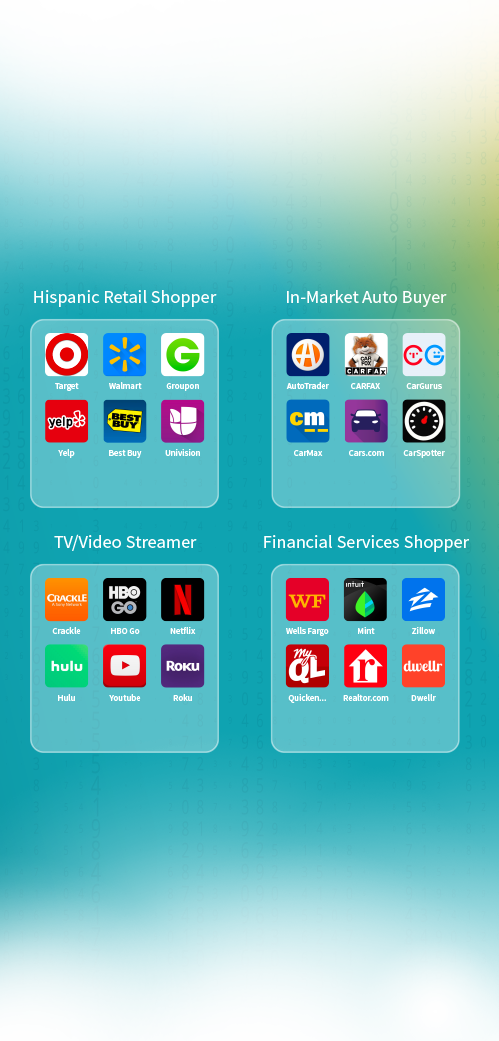 Hispanic Retail Shopper
In-Market Auto Buyer
Target Walmart Groupon
yelp BEST BUY
Yelp Best Buy Univision
CAR FOX
CARFAX
CG
AutoTrader CARFAX CarGurus
cm
CarMax Cars.com CarSpotter
TV/Video Streamer
Financial Services Shopper
CRACKLE HBO GO N
Crackle HBO Go Netflix
hulu Roku
Hulu Youtube Roku
WF intuit
Wells Fargo Mint Zillow
My QL r dwellr
Quicken... Realtor.com Dwellr